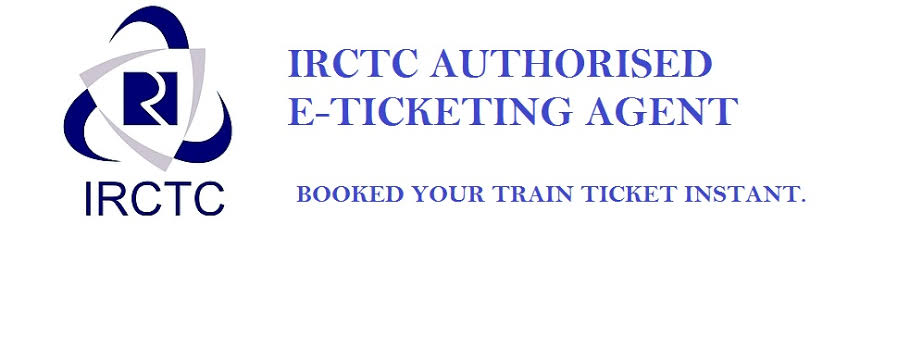 IRCTC AUTHORISED
E-TICKETING AGENT
BOOKED YOUR TRAIN TICKET INSTANT.
IRCTC